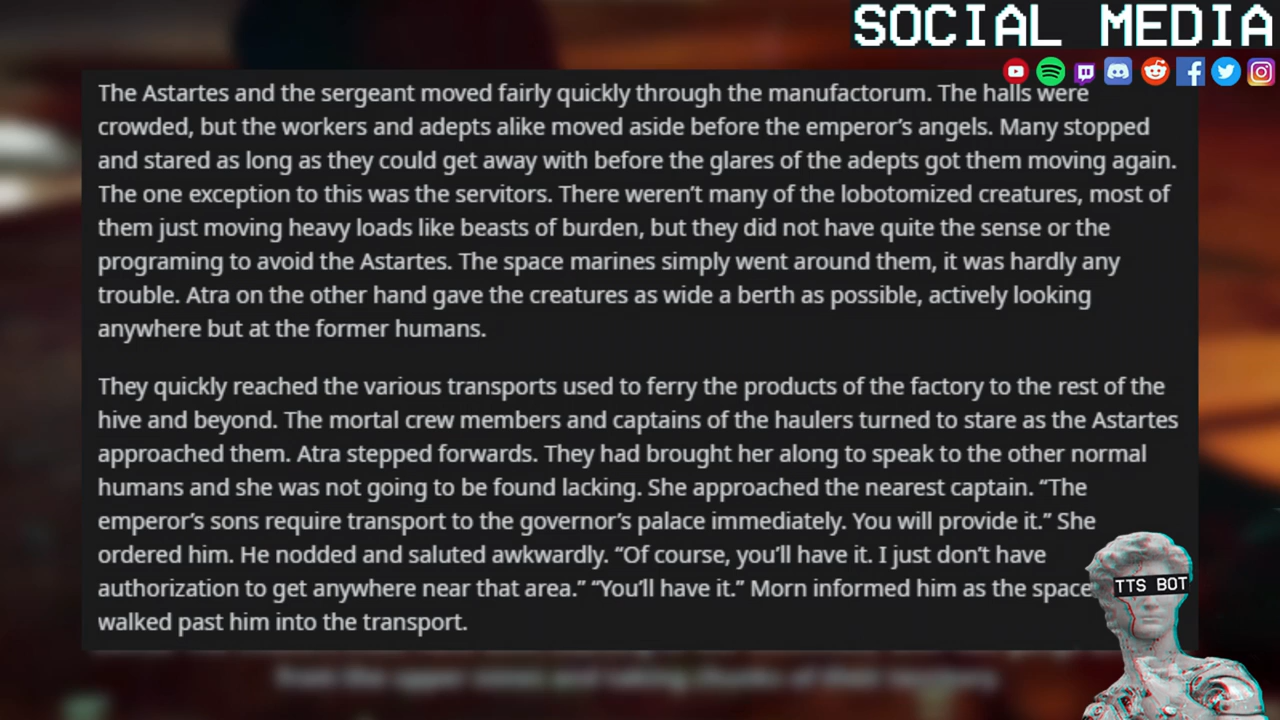 SOCIAL MEDIA
The Astartes and the sergeant moved fairly quickly through the manufactorum. The halls were
crowded, but the workers and adepts alike moved aside before the emperor’s angels. Many stopped
and stared as long as they could get away with before the glares of the adepts got them moving again.
The one exception to this was the servitors. There weren’t many of the lobotomized creatures, most of
them just moving heavy loads like beasts of burden, but they did not have quite the sense or the
programing to avoid the Astartes. The space marines simply went around them, it was hardly any
trouble. Atra on the other hand gave the creatures as wide a berth as possible, actively looking
anywhere but at the former humans.
They quickly reached the various transports used to ferry the products of the factory to the rest of the
hive and beyond. The mortal crew members and captains of the haulers turned to stare as the Astartes
approached them. Atra stepped forwards. They had brought her along to speak to the other normal
humans and she was not going to be found lacking. She approached the nearest captain. “The
emperor’s sons require transport to the governor’s palace immediately. You will provide it.” She
ordered him. He nodded and saluted awkwardly. “Of course, you’ll have it. I just don’t have
authorization to get anywhere near that area.” “You’ll have it.” Morn informed him as the space
walked past him into the transport.
TTS BOT